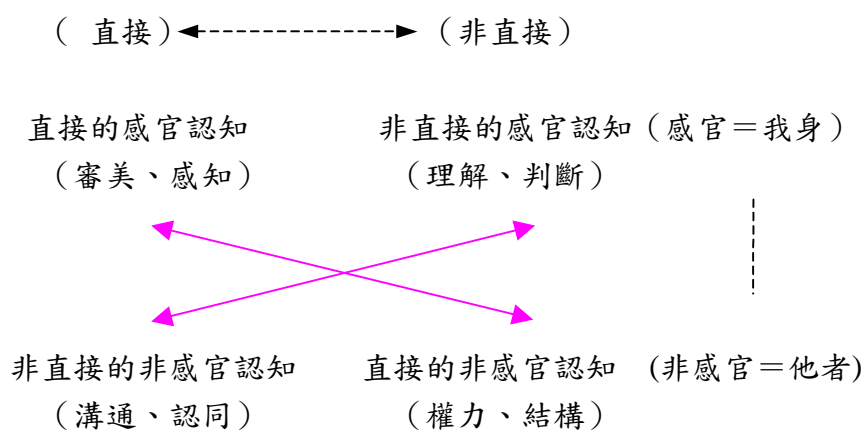 （ 直接） （非直接）
直接的感官認知 非直接的感官認知（感官＝我身）
（審美、感知） （理解、判斷）
非直接的非感官認知 直接的非感官認知 (非感官＝他者)
（溝通、認同） （權力、結構）